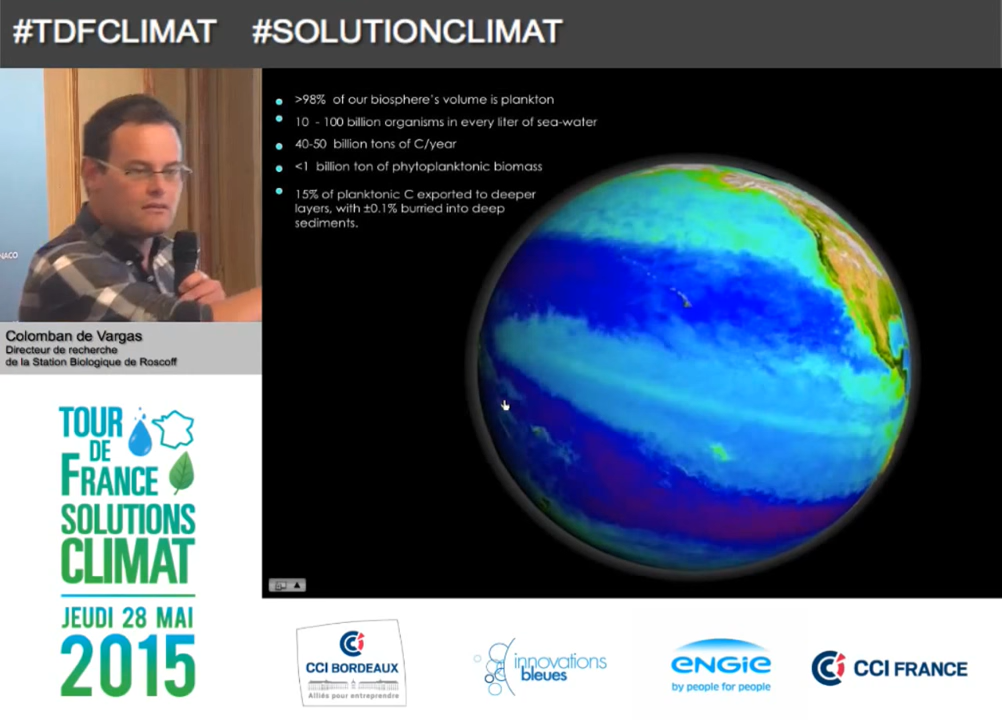 #TDFCLIMAT #SOLUTIONCLIMAT
>98% of our biosphere's volume is plankton
10 - 100 billion organisms in every liter of sea-water
40-50 billion tons of C/year
<1 billion ton of phytoplanktonic biomass
15% of planktonic C exported to deeper
layers, with ±0.1% burried into deep
sediments.
NACO
Colomban de Vargas
Directeur de recherche
de la Station Biologique de Roscoff
TOUR
DE
FRANCE
SOLUTIONS
CLIMAT
JEUDI 28 MAI
2015
CCI BORDEAUX
Alliés pour entreprendre
innovations
bleues
ENGIE
by people for people
CCI FRANCE